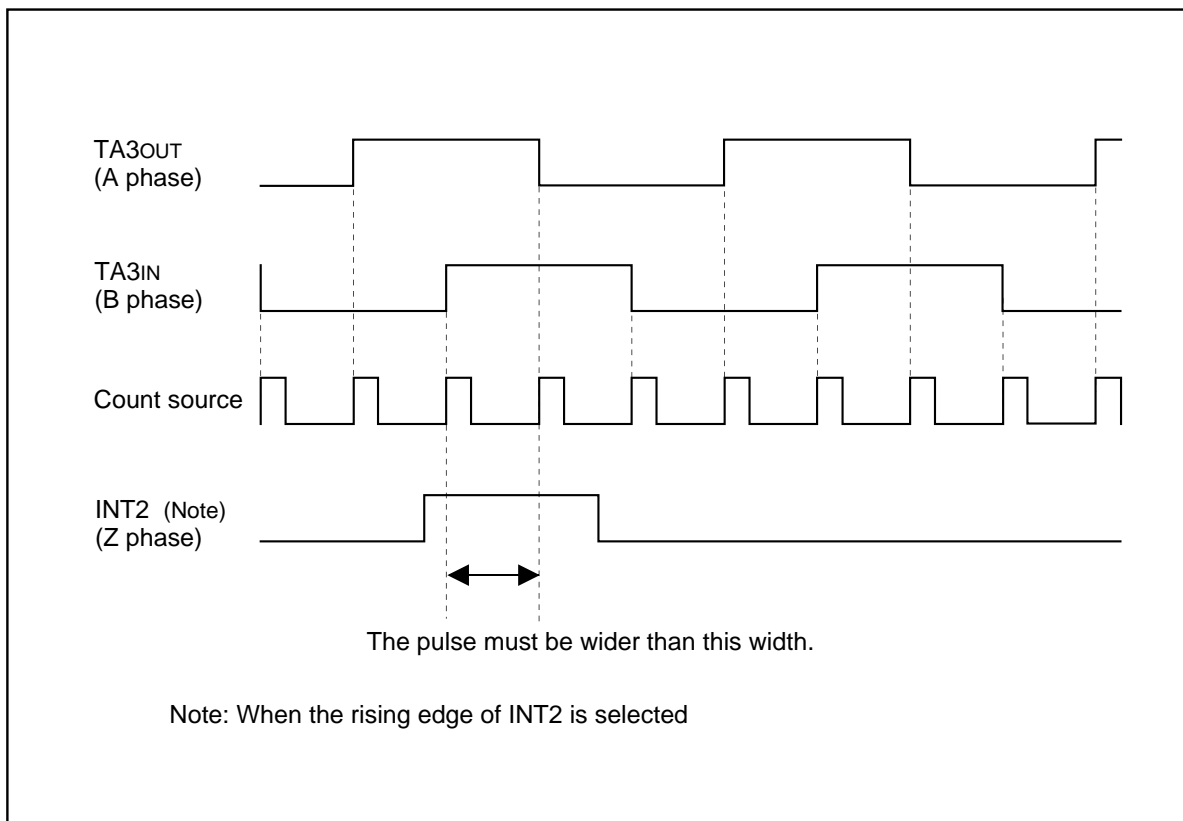 TA3OUT
(A phase)
TA3IN
(B phase)
Count source
INT2 (Note)
(Z phase)
The pulse must be wider than this width.
Note: When the rising edge of INT2 is selected